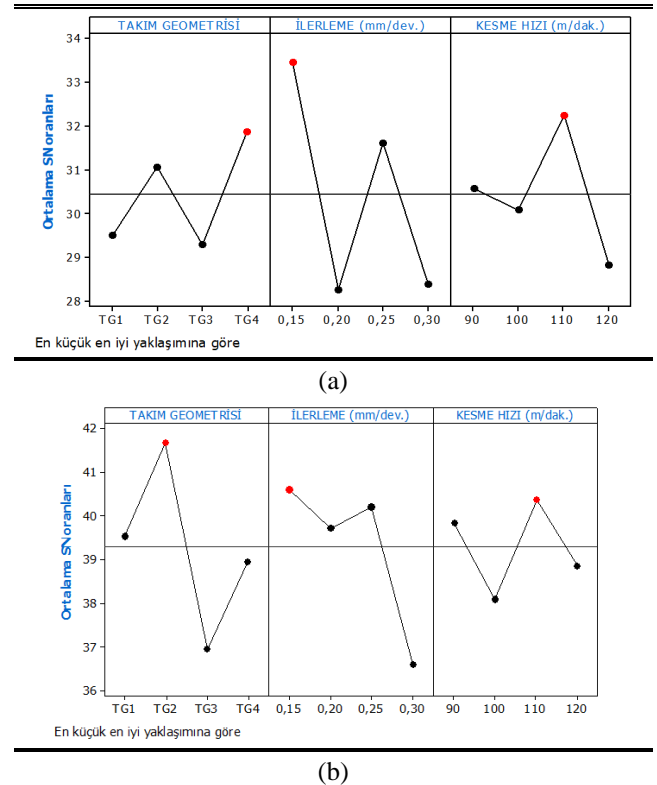 TAKIM GEOMETRİSİ İLERLEME (mm/dev.) KESME HIZI (m/dak.)
Ortalama SN oranları
34
33
32
31
30
29
28
TG1 TG2 TG3 TG4 0,15 0,20 0,25 0,30 90 100 110 120
En küçük en iyi yaklaşımına göre
(a)
TAKIM GEOMETRİSİ İLERLEME (mm/dev.) KESME HIZI (m/dak.)
Ortalama SN oranları
42
41
40
39
38
37
36
TG1 TG2 TG3 TG4 0,15 0,20 0,25 0,30 90 100 110 120
En küçük en iyi yaklaşımına göre
(b)